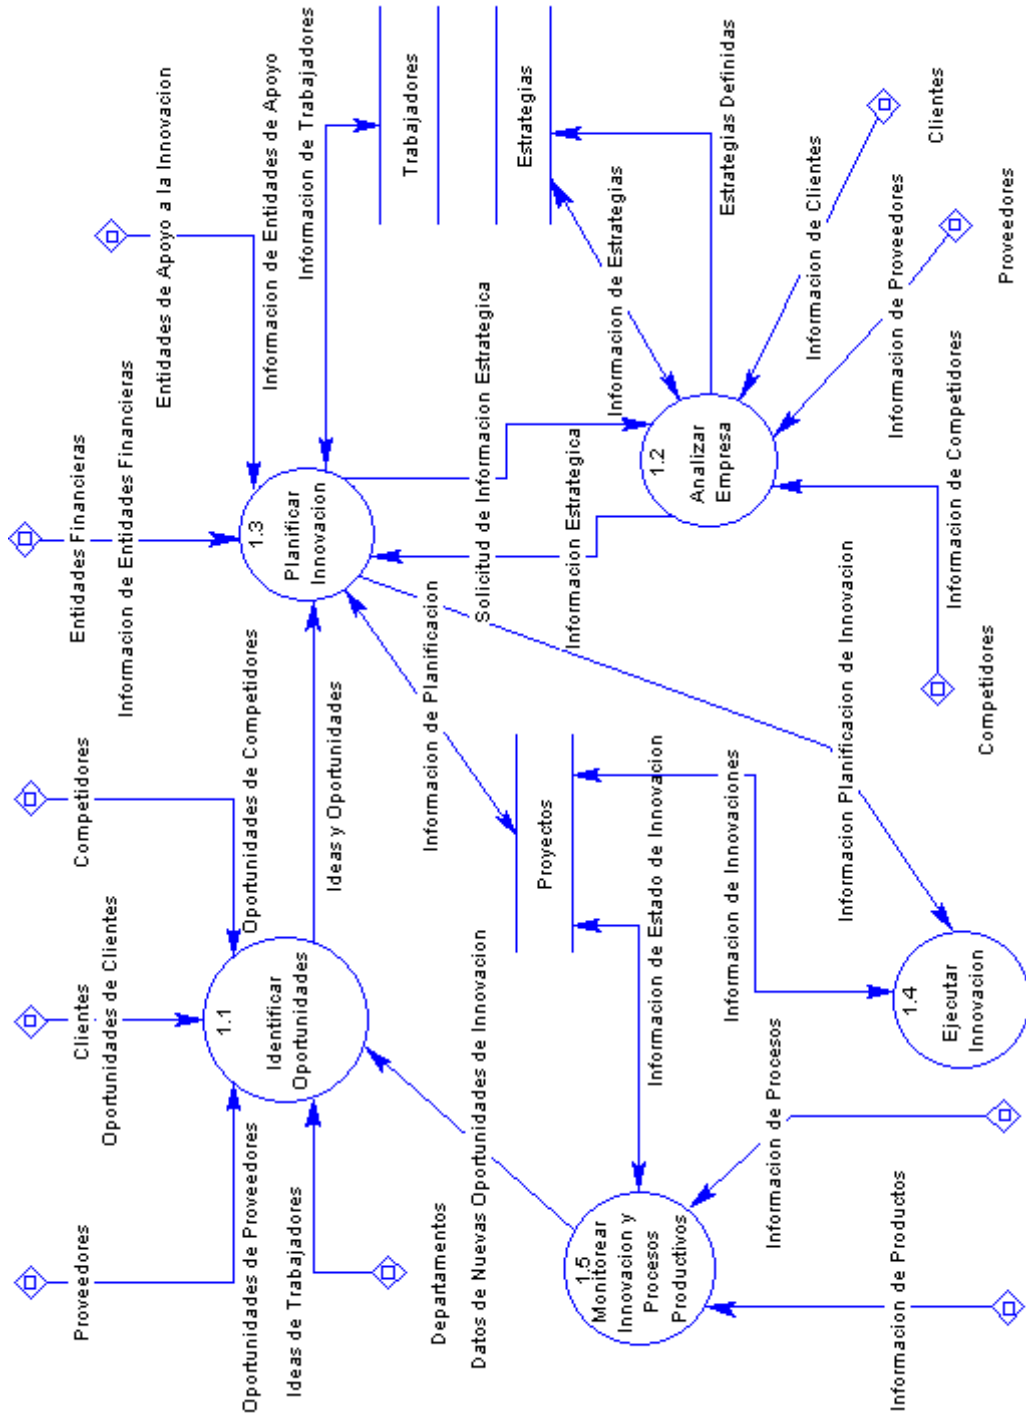 Proveedores
Clientes
Competidores
Entidades Financieras
Oportunidades de Clientes
Informacion de Entidades Financieras
Entidades de Apoyo a la Innovacion
Oportunidades de Proveedores
1.1
Identificar
Oportunidades
Oportunidades de Competidores
1.3
Planificar
Innovacion
Informacion de Entidades de Apoyo
Ideas de Trabajadores
Informacion de Trabajadores
Ideas y Oportunidades
Trabajadores
Departamentos
Informacion de Planificacion
Datos de Nuevas Oportunidades de Innovacion
Solicitud de Informacion Estrategica
Estrategias
Proyectos
Informacion Estrategica
1.5
Monitorear
Innovacion y
Procesos
Productivos
Informacion de Estrategias
Informacion de Estado de Innovacion
1.2
Analizar
Empresa
Informacion de Innovaciones
Estrategias Definidas
Informacion de Procesos
Informacion de Clientes
Informacion Planificacion de Innovacion
Informacion de Productos
Informacion de Proveedores
1.4
Ejecutar
Innovacion
Clientes
Informacion de Competidores
Competidores
Proveedores